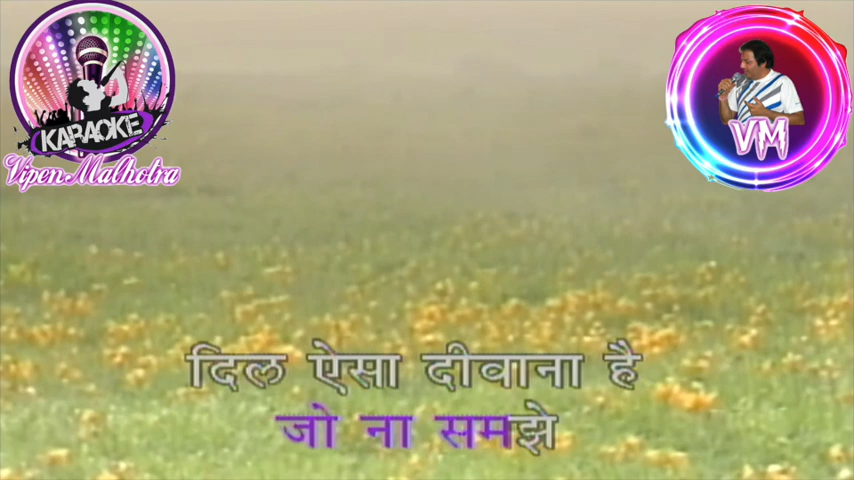 KARAOKE
Vipen Malhotra
VM
दिल ऐसा दीवाना है
जो ना समझे